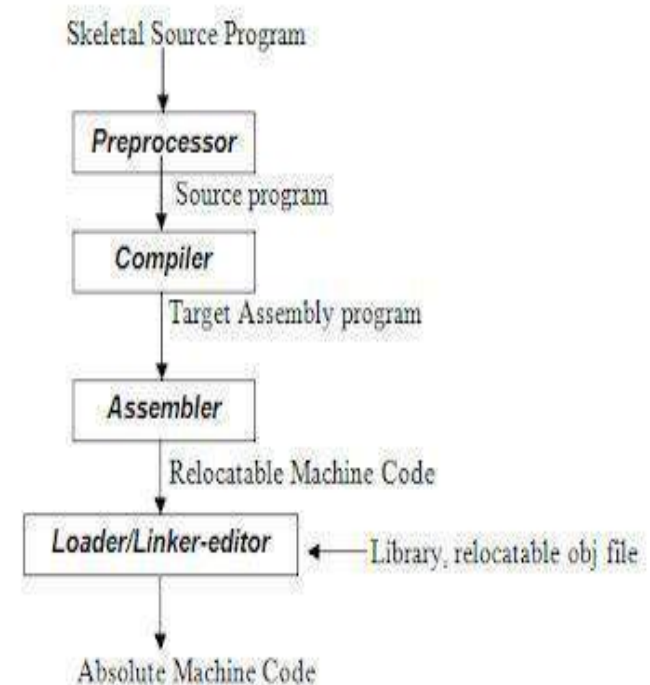 Skeletal Source Program
Preprocessor
Source program
Compiler
Target Assembly program
Assembler
Relocatable Machine Code
Loader/Linker-editor
Library, relocatable obj file
Absolute Machine Code